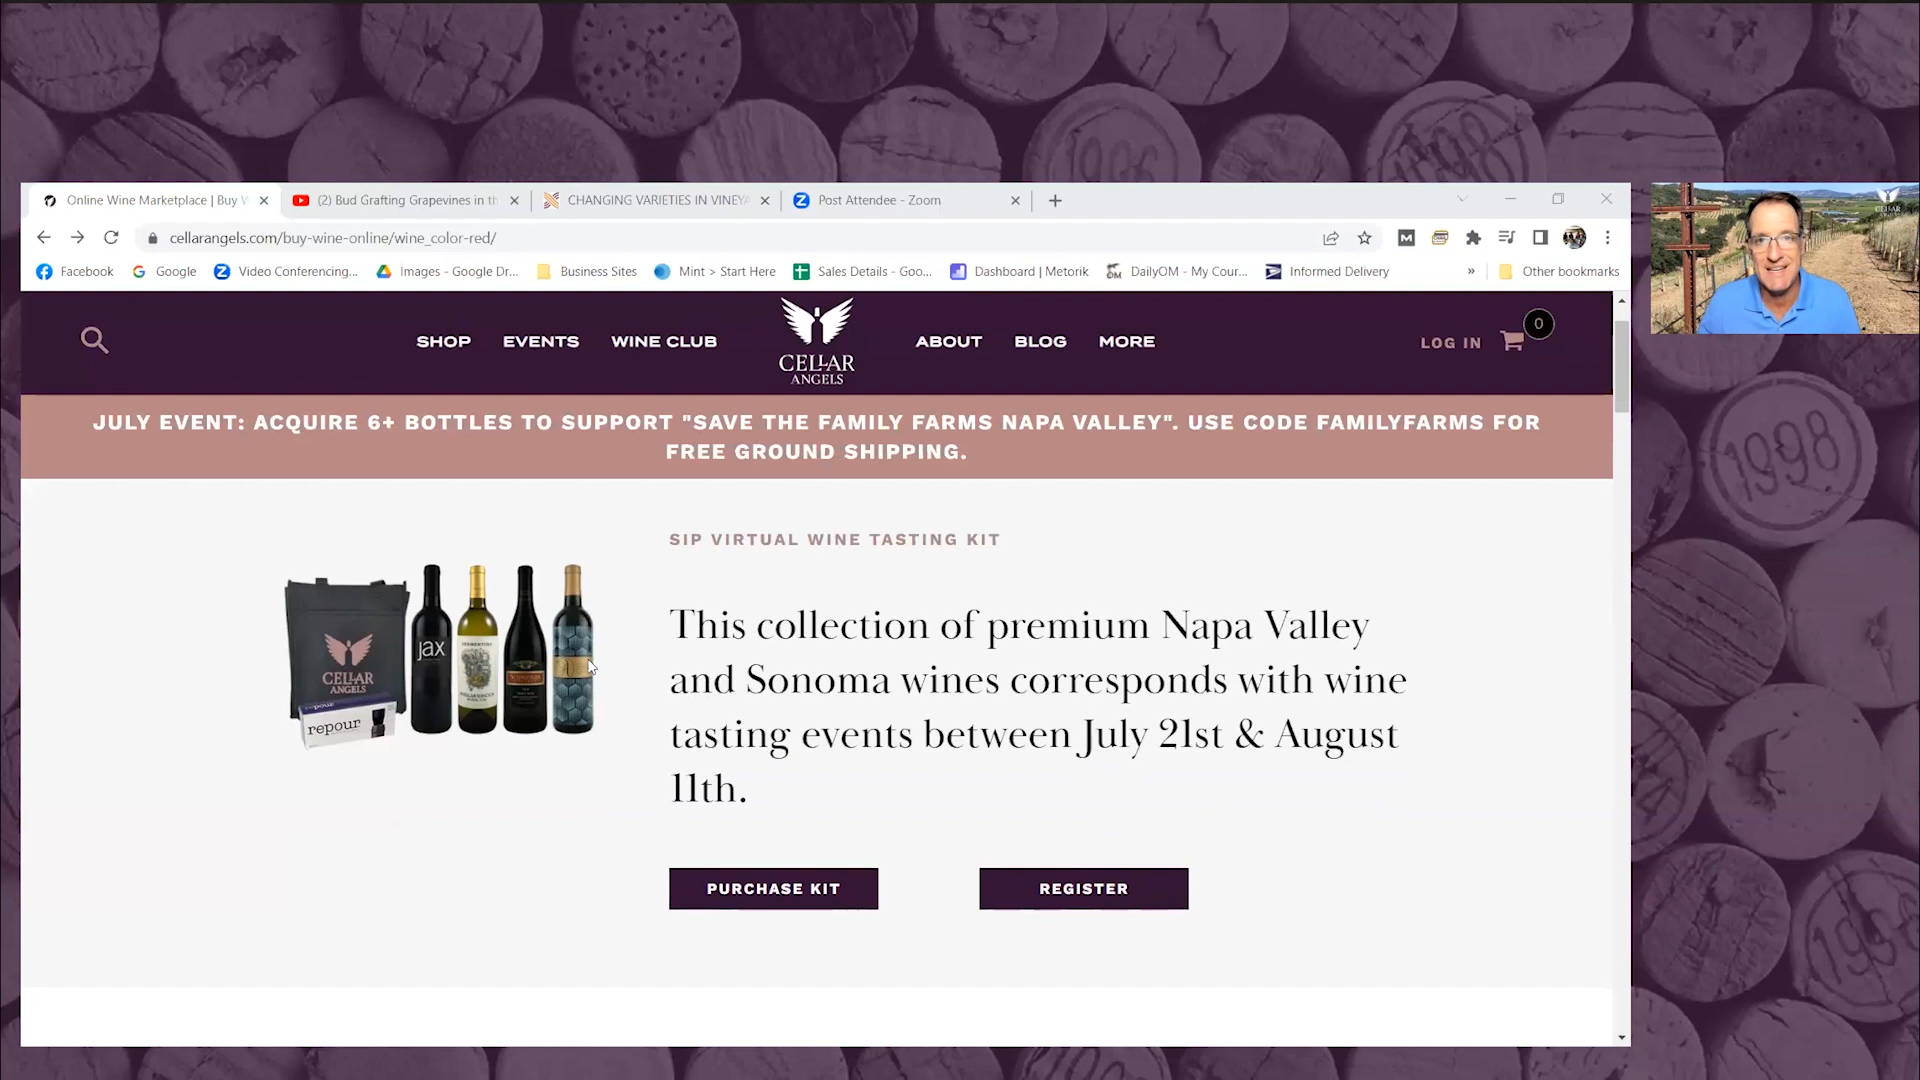 Online Wine Marketplace | Buy W
(2) Bud Grafting Grapevines in th
CHANGING VARIETIES IN VINEYA
Post Attendee - Zoom
cellarangels.com/buy-wine-online/wine_color-red/
Facebook
Google
Video Conferencing...
Images - Google Dr...
Business Sites
Mint > Start Here
Sales Details - Goo...
Dashboard | Metorik
DailyOM - My Cour...
Informed Delivery
»
Other bookmarks
SHOP
EVENTS
WINE CLUB
CELLAR
ANGELS
ABOUT
BLOG
MORE
LOG IN
0
JULY EVENT: ACQUIRE 6+ BOTTLES TO SUPPORT "SAVE THE FAMILY FARMS NAPA VALLEY". USE CODE FAMILYFARMS FOR
FREE GROUND SHIPPING.
SIP VIRTUAL WINE TASTING KIT
This collection of premium Napa Valley
and Sonoma wines corresponds with wine
tasting events between July 21st & August
11th.
PURCHASE KIT
REGISTER
CELLAR
ANGELS
repour
jax
CELLAR
ANGELS
1998
1998